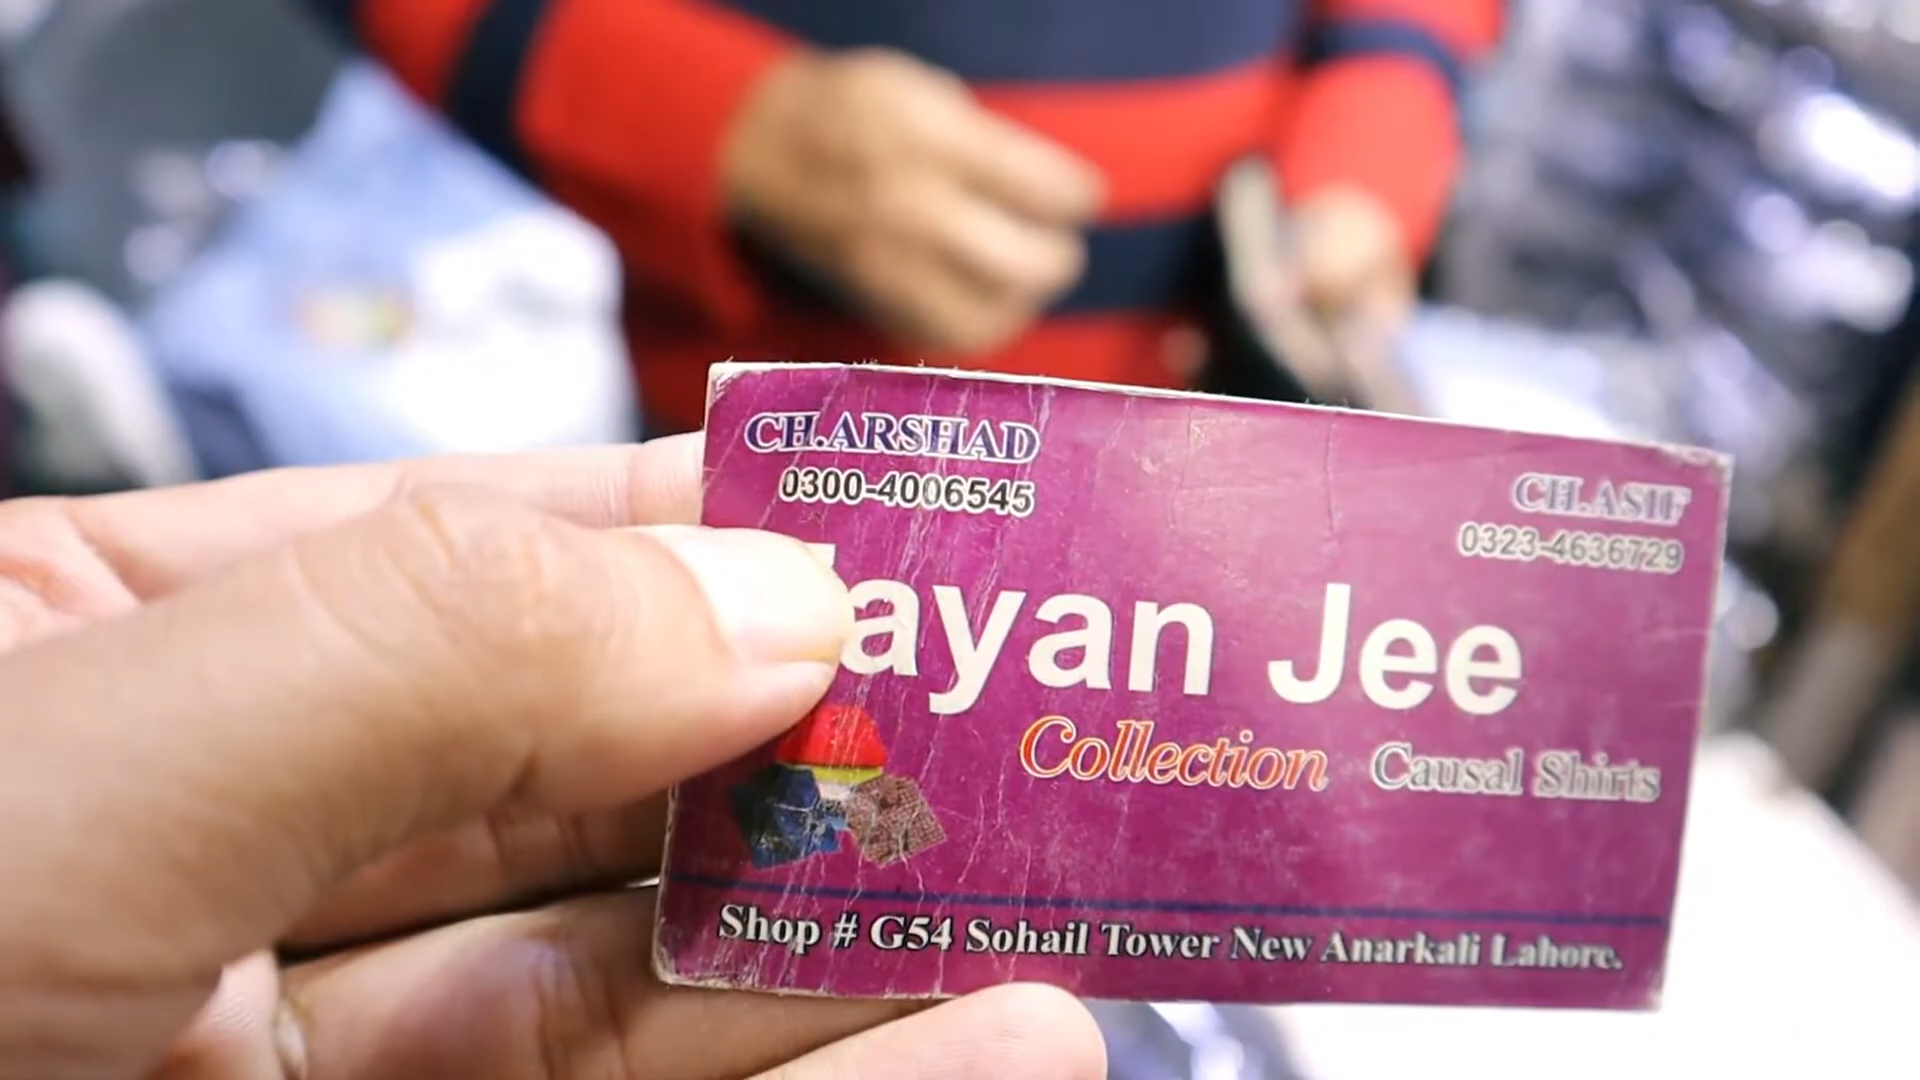 CH.ARSHAD
0300-4006545
CH.ASIF
0323-4636729
Jee
Collection Causal Shirts
Shop # G54 Sohail Tower New Anarkali Lahore.